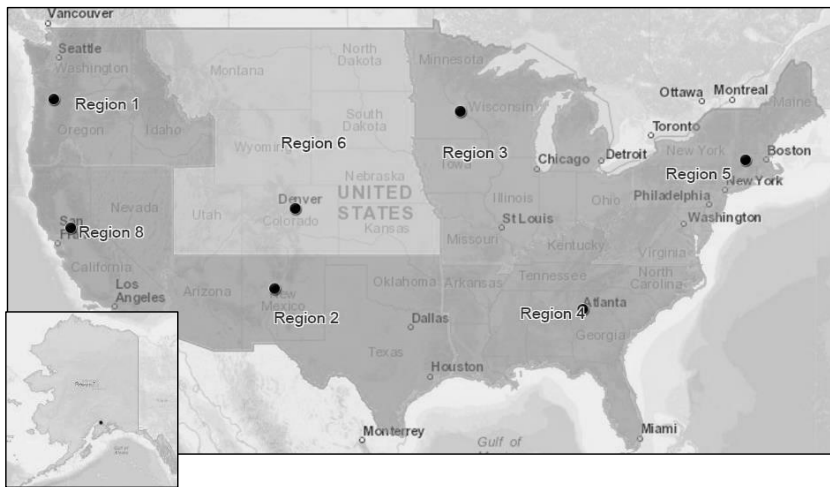 Vancouver
Seattle
Washington
Montana
North
Dakota
Minnesota
Ottawa
Montreal
Maine
Region 1
Oregon
Idaho
South
Dakota
Wisconsin
Toronto
Wyoming
Region 6
Region 3
Iowa
Chicago
Detroit
New York
Boston
Region 5
Nebraska
New York
Philadelphia
Nevada
Utah
Denver
Colorado
UNITED
STATES
Kansas
Illinois
Ohio
Washington
San
Region 8
St Louis
Missouri
Kentucky
Virginia
California
Los
Angeles
Arizona
New
Mexico
Oklahoma
Arkansas
Tennessee
North
Carolina
Region 2
Dallas
Region 4
Atlanta
Georgia
Texas
Houston
Miami
Monterrey
Gulf of